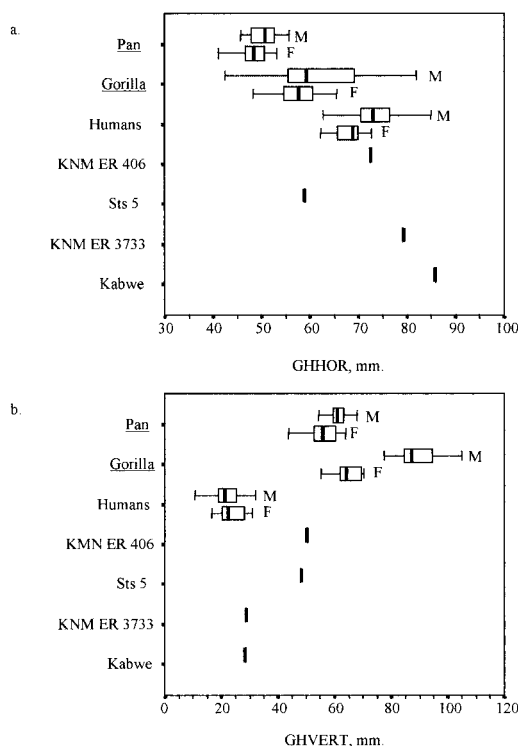 a.
Pan
M
F
Gorilla
M
F
Humans
M
F
KNM ER 406
Sts 5
KNM ER 3733
Kabwe
30 40 50 60 70 80 90 100
GHHOR, mm.
b.
Pan
M
F
Gorilla
M
F
Humans
M
F
KMN ER 406
Sts 5
KNM ER 3733
Kabwe
0 20 40 60 80 100 120
GHVERT, mm.